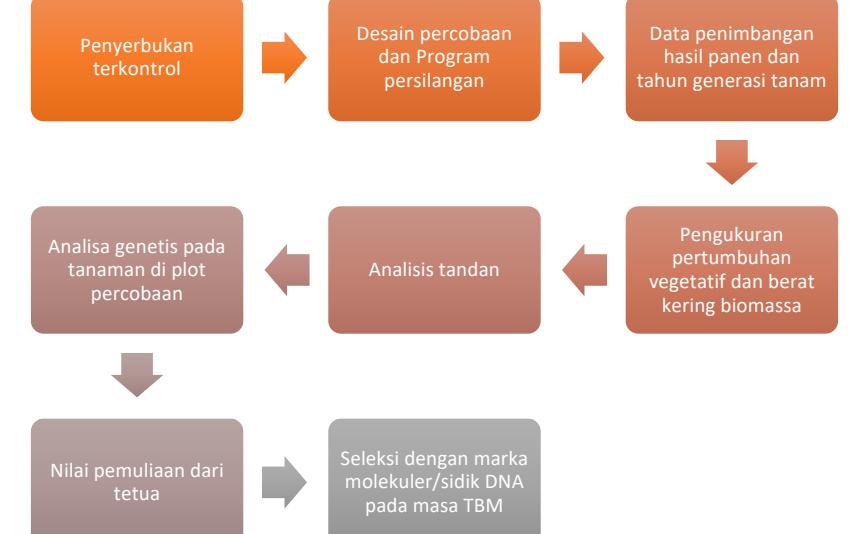 Penyerbukan
terkontrol
Desain percobaan
dan Program
persilangan
Data penimbangan
hasil panen dan
tahun generasi tanam
Pengukuran
pertumbuhan
vegetatif dan berat
kering biomassa
Analisis tandan
Analisa genetis pada
tanaman di plot
percobaan
Nilai pemuliaan dari
tetua
Seleksi dengan marka
molekuler/sidik DNA
pada masa TBM